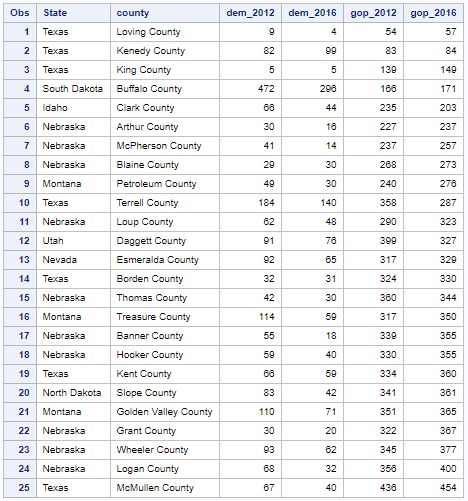 Obs State county dem_2012 dem_2016 gop_2012 gop_2016
1 Texas Loving County 9 4 54 57
2 Texas Kenedy County 82 99 83 84
3 Texas King County 5 5 139 149
4 South Dakota Buffalo County 472 296 166 171
5 Idaho Clark County 66 44 235 203
6 Nebraska Arthur County 30 16 227 237
7 Nebraska McPherson County 41 14 237 257
8 Nebraska Blaine County 29 30 268 273
9 Montana Petroleum County 49 30 240 276
10 Texas Terrell County 184 140 358 287
11 Nebraska Loup County 62 48 290 323
12 Utah Daggett County 91 76 399 327
13 Nevada Esmeralda County 92 65 317 329
14 Texas Borden County 32 31 324 330
15 Nebraska Thomas County 42 30 360 344
16 Montana Treasure County 114 59 317 350
17 Nebraska Banner County 55 18 339 355
18 Nebraska Hooker County 59 40 330 355
19 Texas Kent County 66 59 334 360
20 North Dakota Slope County 83 42 341 361
21 Montana Golden Valley County 110 71 351 365
22 Nebraska Grant County 30 20 322 367
23 Nebraska Wheeler County 93 62 345 377
24 Nebraska Logan County 68 32 356 400
25 Texas McMullen County 67 40 436 454